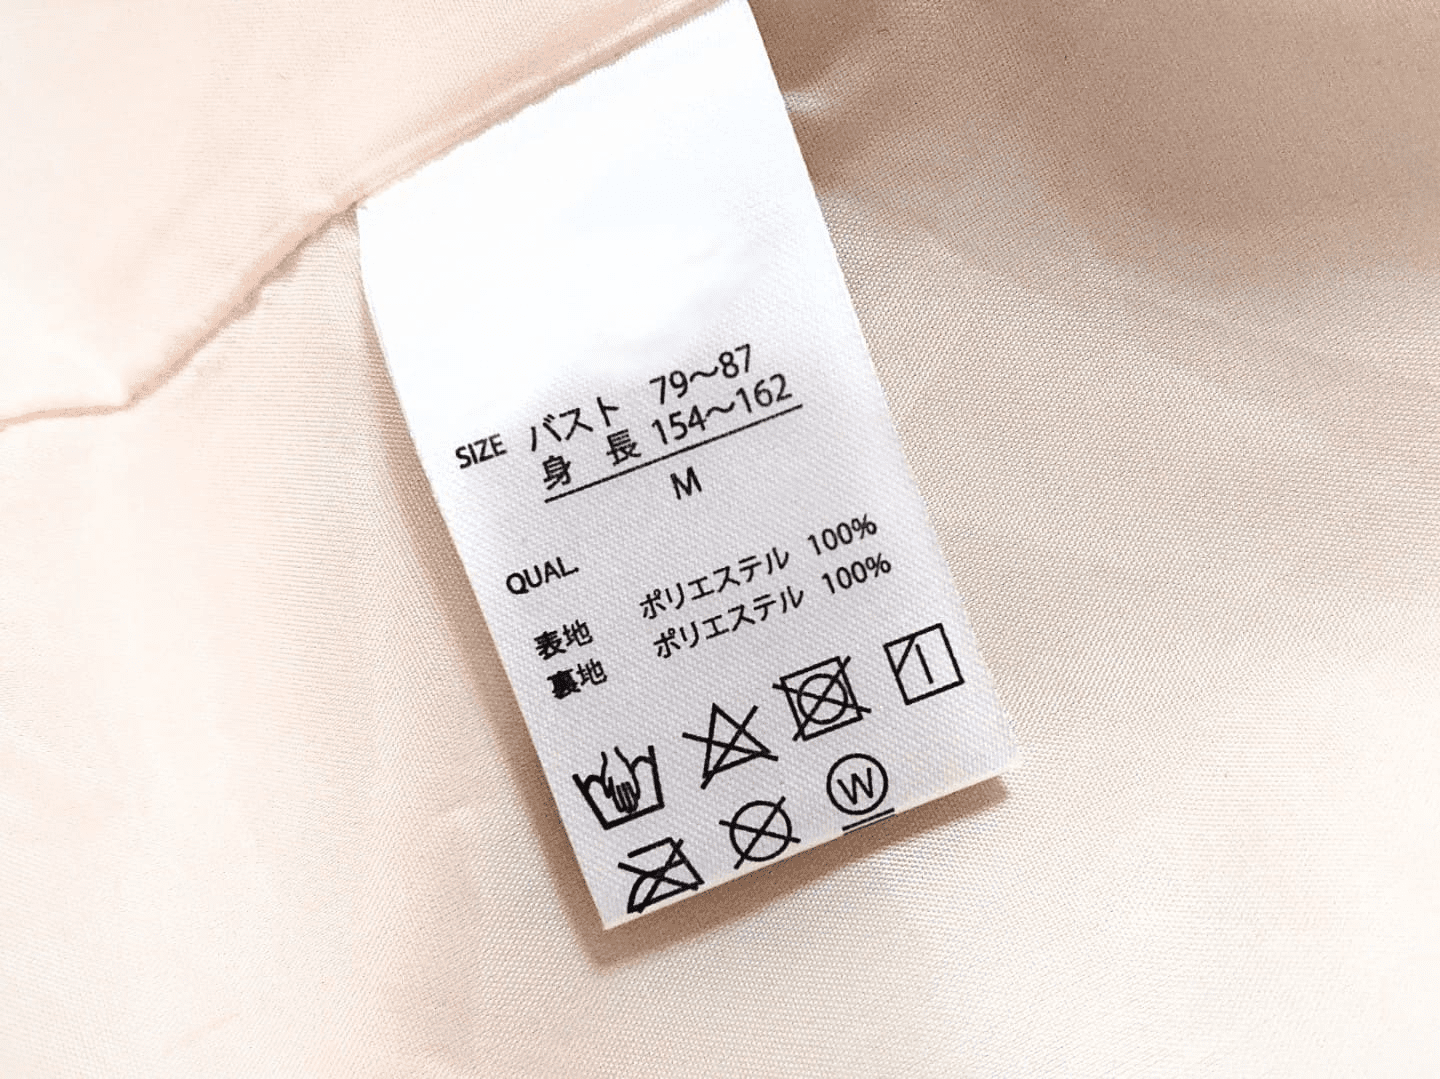 SIZE バスト 79～87
身 長 154～162
M
QUAL.
表地 ポリエステル 100%
裏地 ポリエステル 100%
W